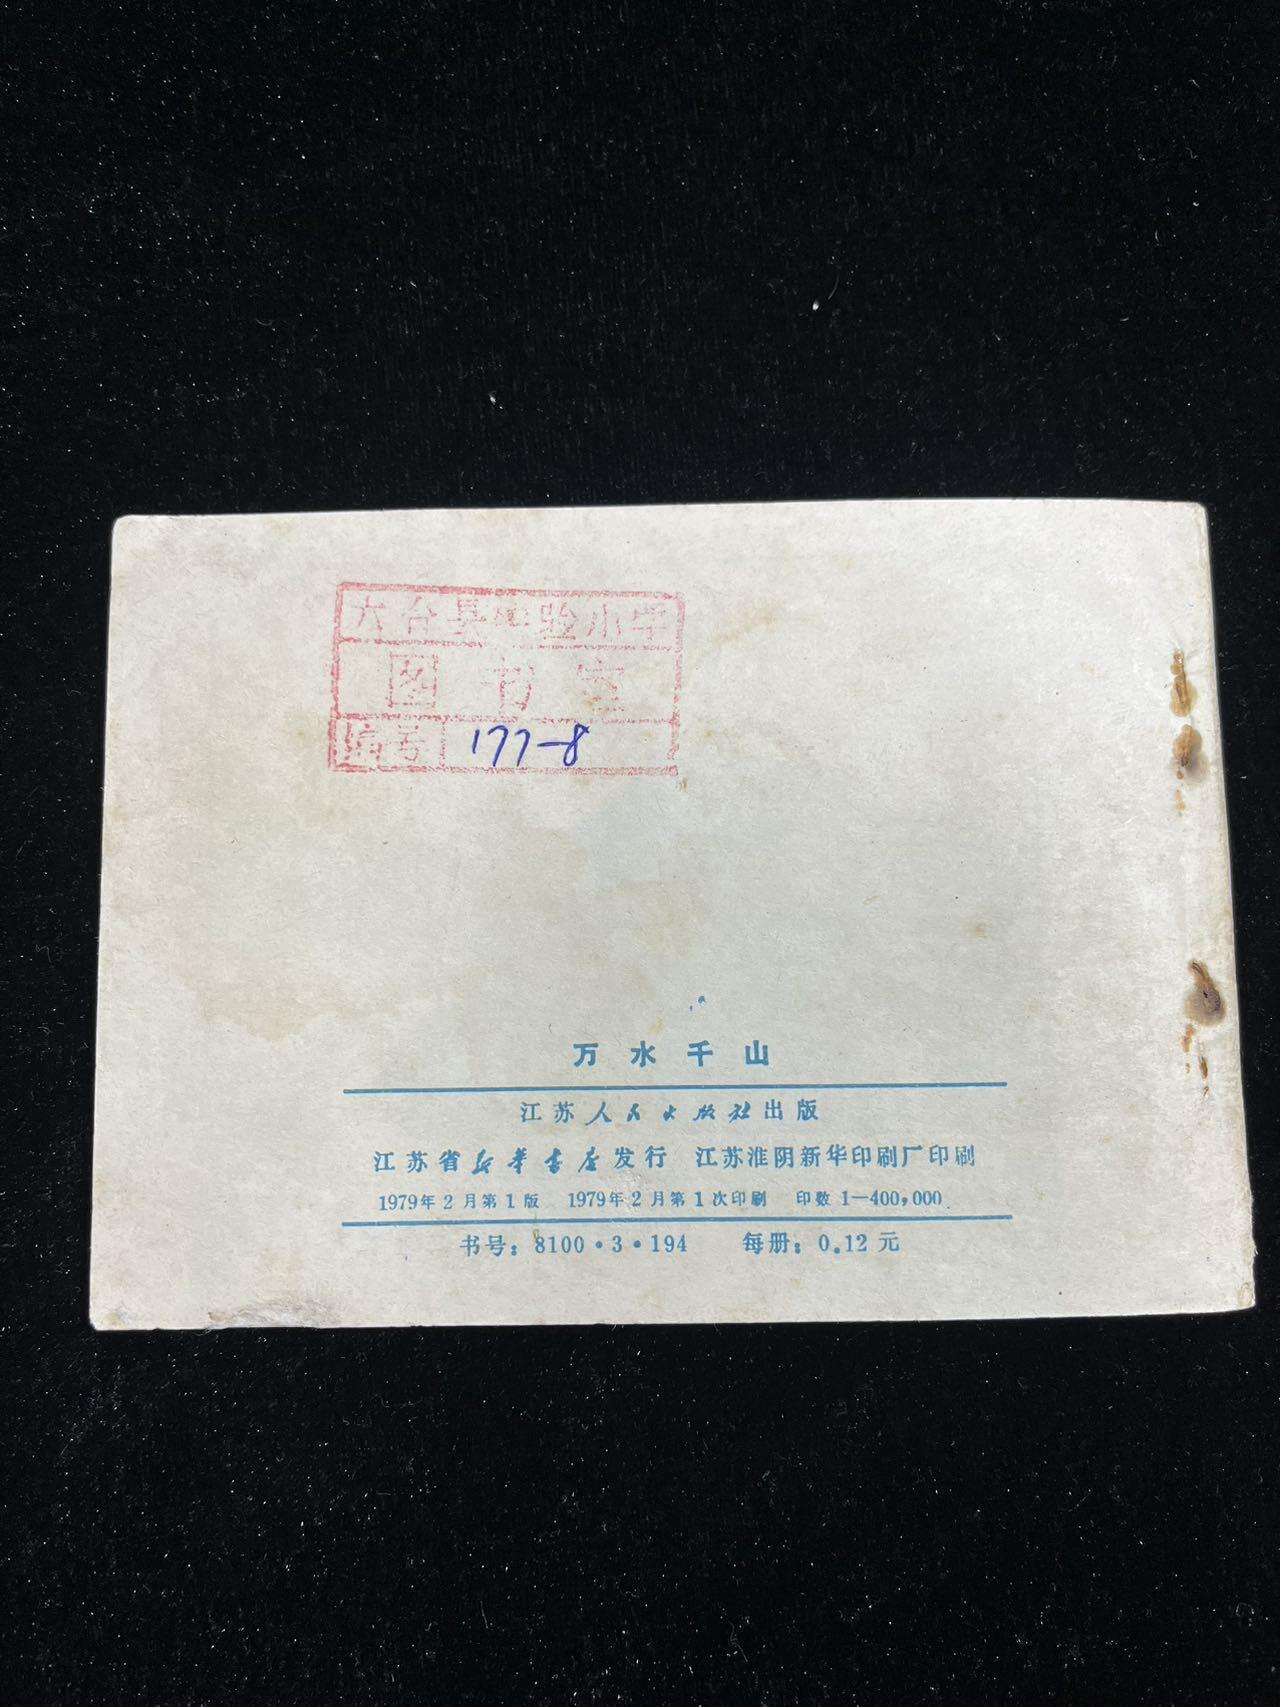 六合县实验小学
图书室
编号 177-8
万水千山
江苏人民出版社出版
江苏省新华书店发行 江苏淮阴新华印刷厂印刷
1979年2月第1版 1979年2月第1次印刷 印数 1—400,000
书号：8100·3·194 每册：0.12元